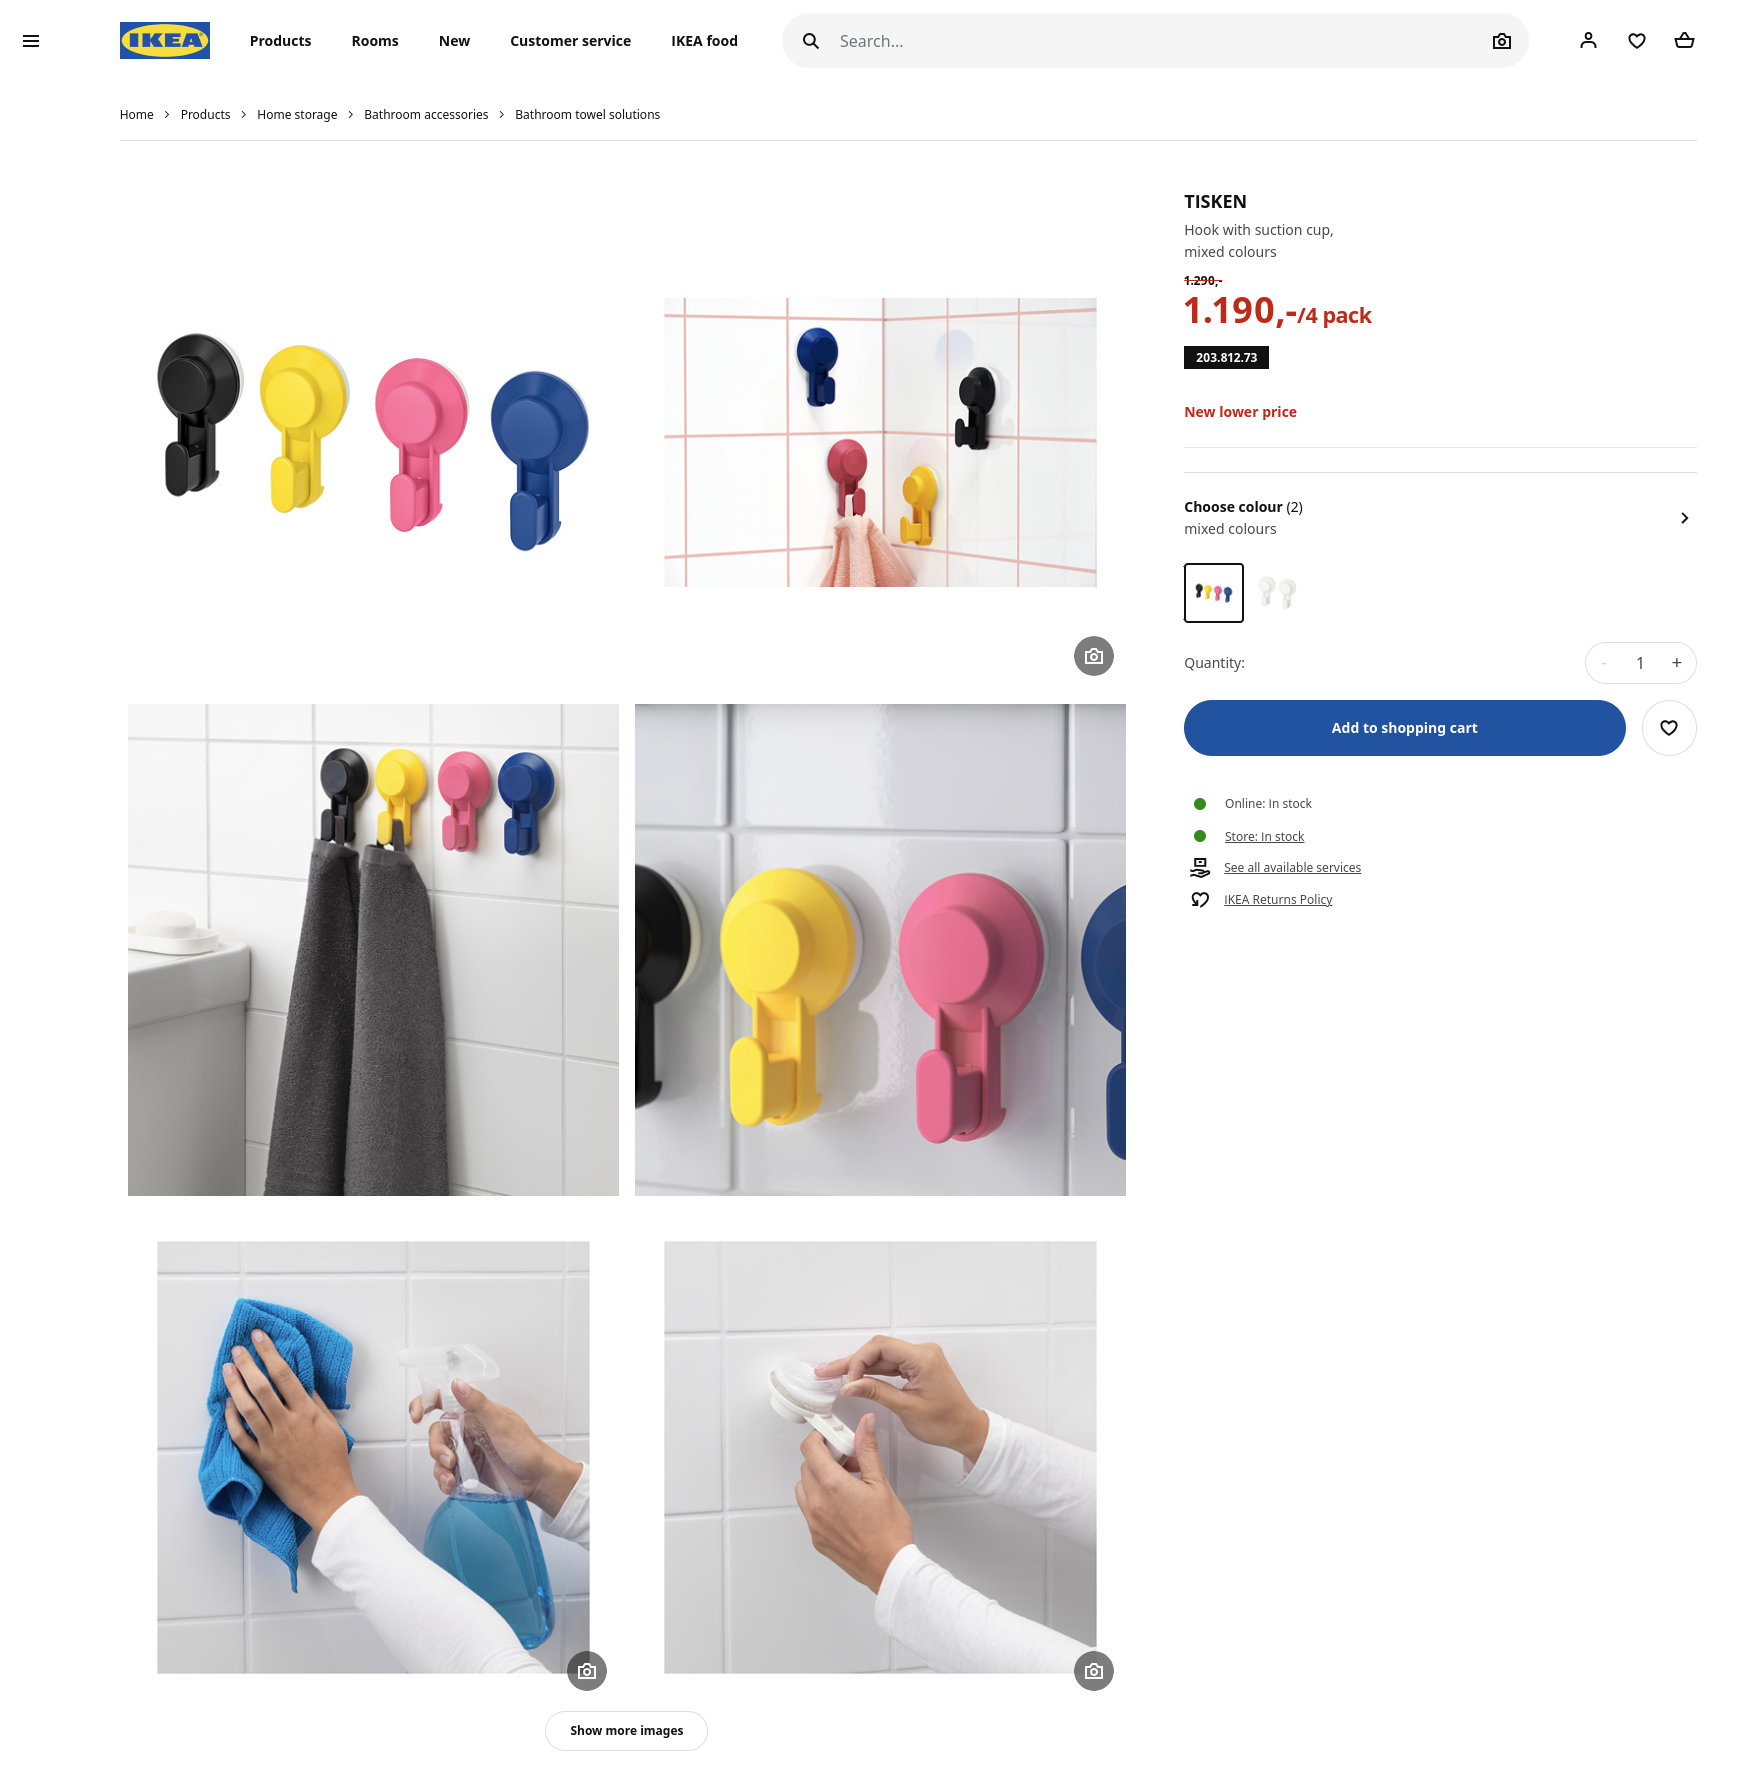 IKEA
Products
Rooms
New
Customer service
IKEA food
Search...
Home > Products > Home storage > Bathroom accessories > Bathroom towel solutions
TISKEN
Hook with suction cup,
mixed colours
1.290,-
1.190,-/4 pack
203.812.73
New lower price
Choose colour (2)
mixed colours
Quantity:
- 1 +
Add to shopping cart
Online: In stock
Store: In stock
See all available services
IKEA Returns Policy
Show more images